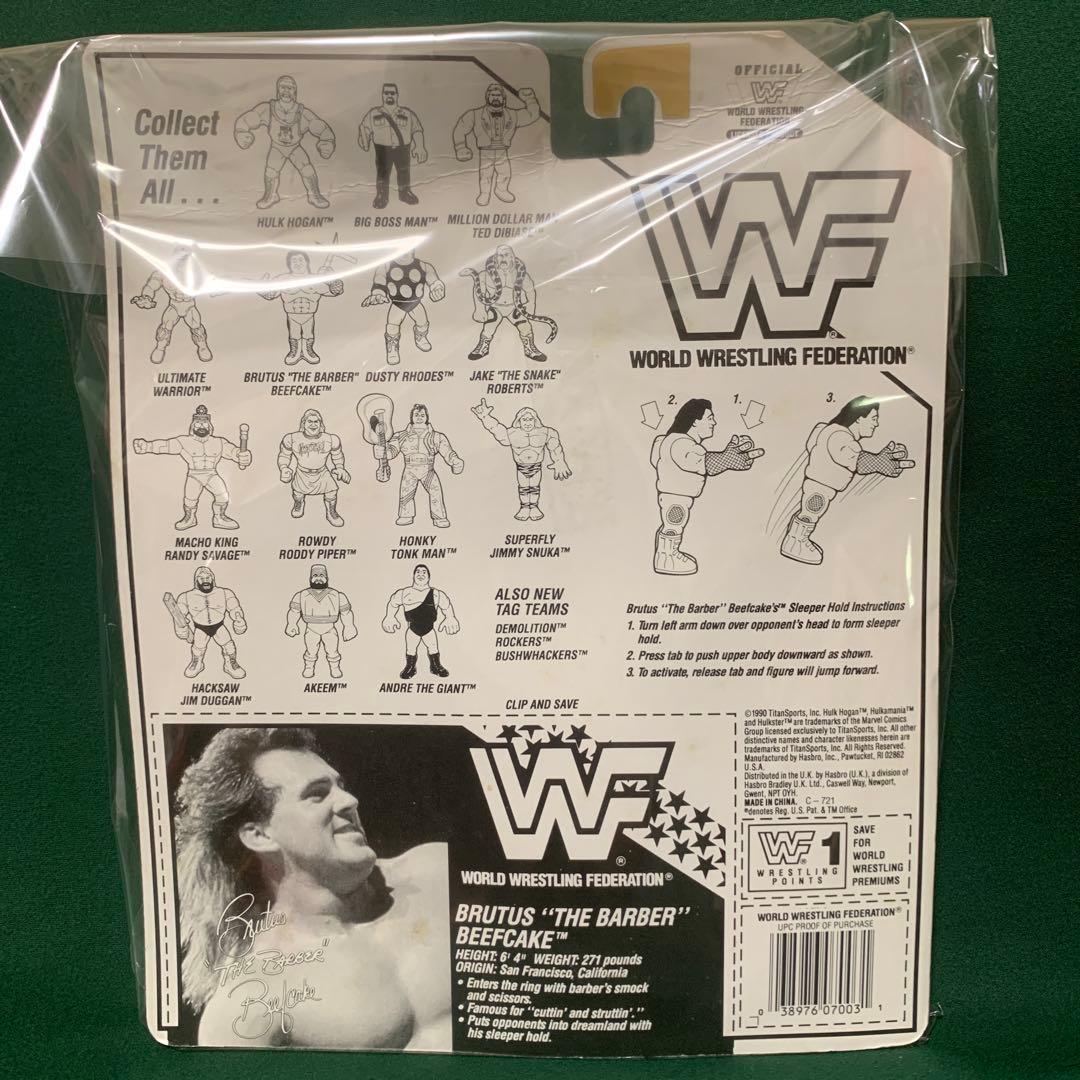 Collect
Them
All . . .
HULK HOGAN™
BIG BOSS MAN™
MILLION DOLLAR MAN
TED DIBIASE™
ULTIMATE
WARRIOR™
BRUTUS "THE BARBER"
BEEFCAKE™
DUSTY RHODES™
JAKE "THE SNAKE"
ROBERTS™
MACHO KING
RANDY SAVAGE™
ROWDY
RODDY PIPER™
HONKY
TONK MAN™
SUPERFLY
JIMMY SNUKA™
HACKSAW
JIM DUGGAN™
AKEEM™
ANDRE THE GIANT™
ALSO NEW
TAG TEAMS
DEMOLITION™
ROCKERS™
BUSHWHACKERS™
OFFICIAL
WF
WORLD WRESTLING
FEDERATION
WF®
WORLD WRESTLING FEDERATION®
2.
1.
3.
Brutus "The Barber" Beefcake's™ Sleeper Hold Instructions
1. Turn left arm down over opponent's head to form sleeper
hold.
2. Press tab to push upper body downward as shown.
3. To activate, release tab and figure will jump forward.
CLIP AND SAVE
Brutus
"THE BARBER"
Beefcake
WF®
WORLD WRESTLING FEDERATION®
BRUTUS "THE BARBER"
BEEFCAKE™
HEIGHT: 6' 4" WEIGHT: 271 pounds
ORIGIN: San Francisco, California
• Enters the ring with barber's smock
and scissors.
• Famous for "cuttin' and struttin'."
• Puts opponents into dreamland with
his sleeper hold.
©1990 TitanSports, Inc. Hulk Hogan™, Hulkamania™
and Hulkster™ are trademarks of the Marvel Comics
Group licensed exclusively to TitanSports, Inc. All other
distinctive names and character likenesses herein are
trademarks of TitanSports, Inc. All Rights Reserved.
Manufactured by Hasbro, Inc., Pawtucket, RI 02862
U.S.A.
Distributed in the U.K. by Hasbro (U.K.), a division of
Hasbro Bradley U.K. Ltd., Caswell Way, Newport,
Gwent, NPT OYH.
MADE IN CHINA. C-721
®denotes Reg. U.S. Pat. & TM Office
WF® 1
WRESTLING
POINTS
SAVE
FOR
WORLD
WRESTLING
PREMIUMS
WORLD WRESTLING FEDERATION®
UPC PROOF OF PURCHASE
0 38976 07003 1